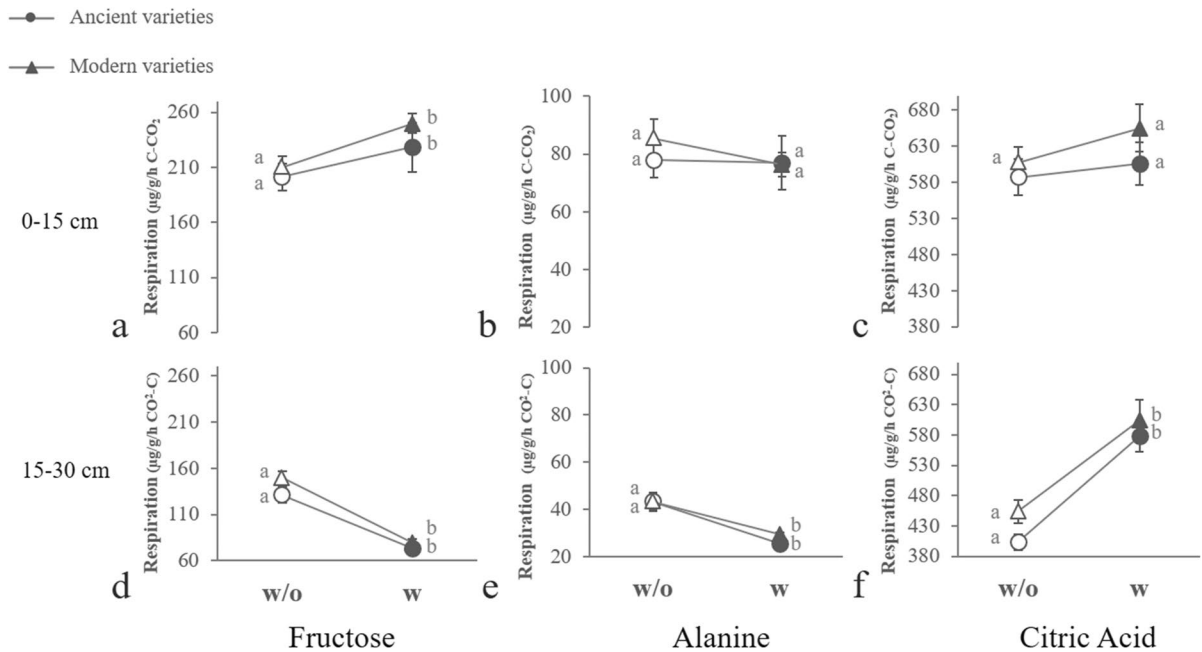 Ancient varieties
Modern varieties
0-15 cm
a
Respiration (µg/g/h C-CO₂
260
210
160
110
60
a
a
b
b
b
Respiration (µg/g/h C-CO₂)
100
80
60
40
20
a
a
a
a
c
Respiration (µg/g/h C-CO₂)
680
630
580
530
480
430
380
a
a
a
15-30 cm
d
Respiration (µg/g/h CO²-C)
260
210
160
110
60
a
a
b
b
w/o
w
Fructose
e
Respiration (µg/g/h CO²-C)
100
80
60
40
20
a
a
b
b
w/o
w
Alanine
f
Respiration (µg/g/h CO²-C)
680
630
580
480
430
380
a
a
b
b
w/o
w
Citric Acid